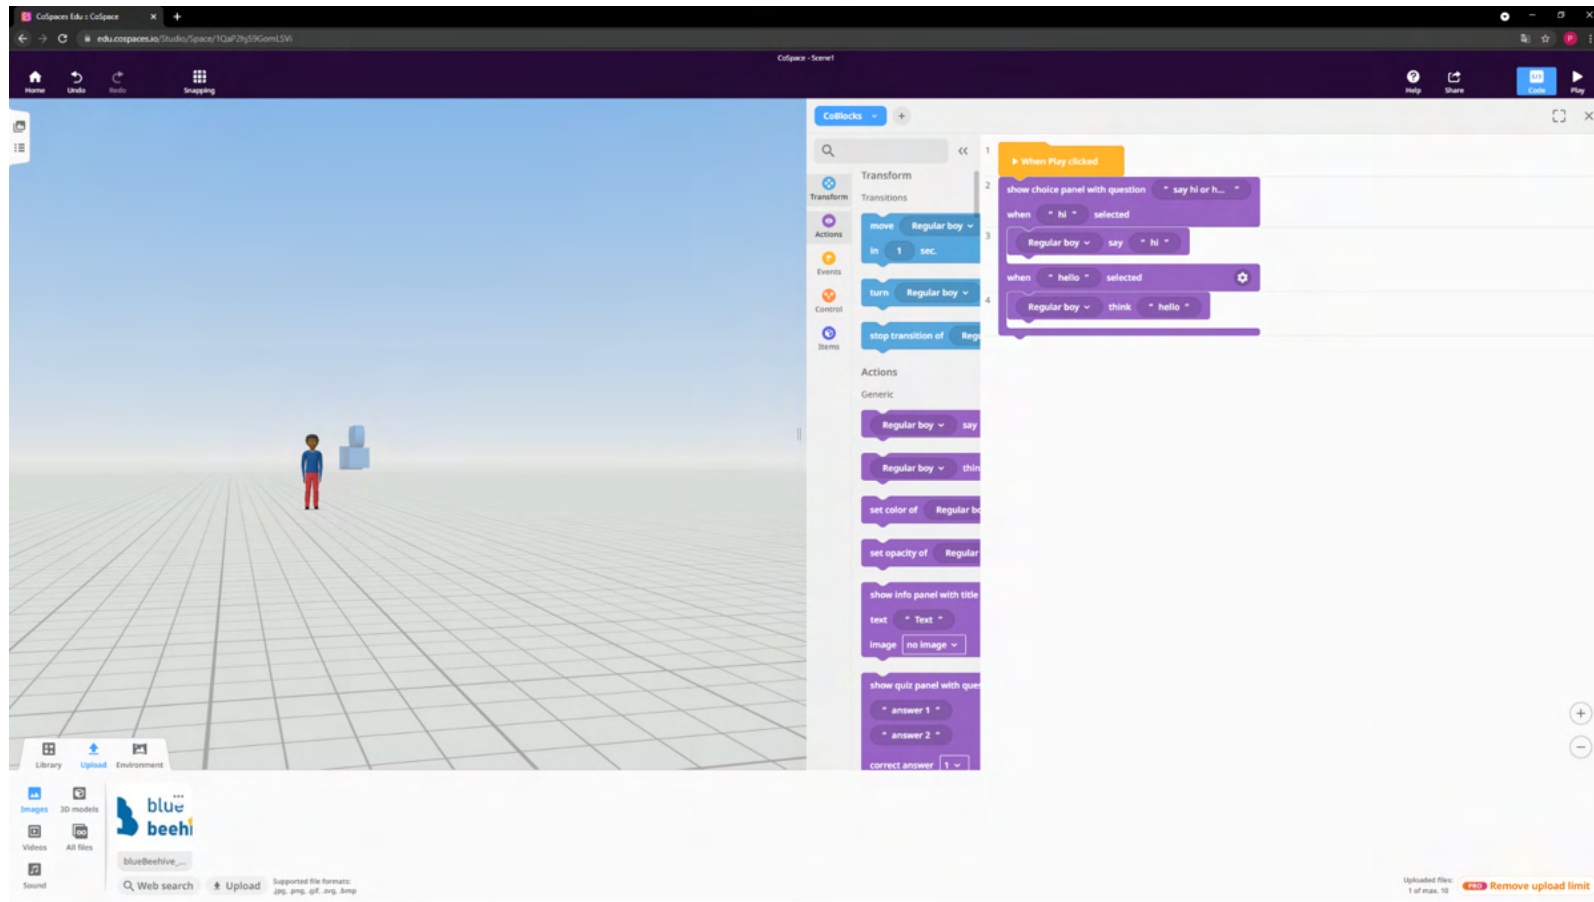 CoSpaces Edu :: CoSpace
edu.cospaces.io/Studio/Space/1QaP2hj59GomLSVi
CoSpace - Scene1
Home
Undo
Redo
Snapping
Help
Share
Code
Play
CoBlocks
Transform
Actions
Events
Control
Items
Transform
Transitions
move Regular boy
in 1 sec.
turn Regular boy
stop transition of Regu
Actions
Generic
Regular boy say
Regular boy thin
set color of Regular bo
set opacity of Regular
show info panel with title
text " Text "
image no image
show quiz panel with ques
" answer 1 "
" answer 2 "
correct answer 1
1
When Play clicked
2
show choice panel with question " say hi or h... "
when " hi " selected
3
Regular boy say " hi "
when " hello " selected
4
Regular boy think " hello "
Library
Upload
Environment
Images
3D models
Videos
All files
Sound
blue
beehi
blueBeehive_...
Web search
Upload
Supported file formats:
.jpg, .png, .gif, .svg, .bmp
Uploaded files:
1 of max. 10
PRO Remove upload limit